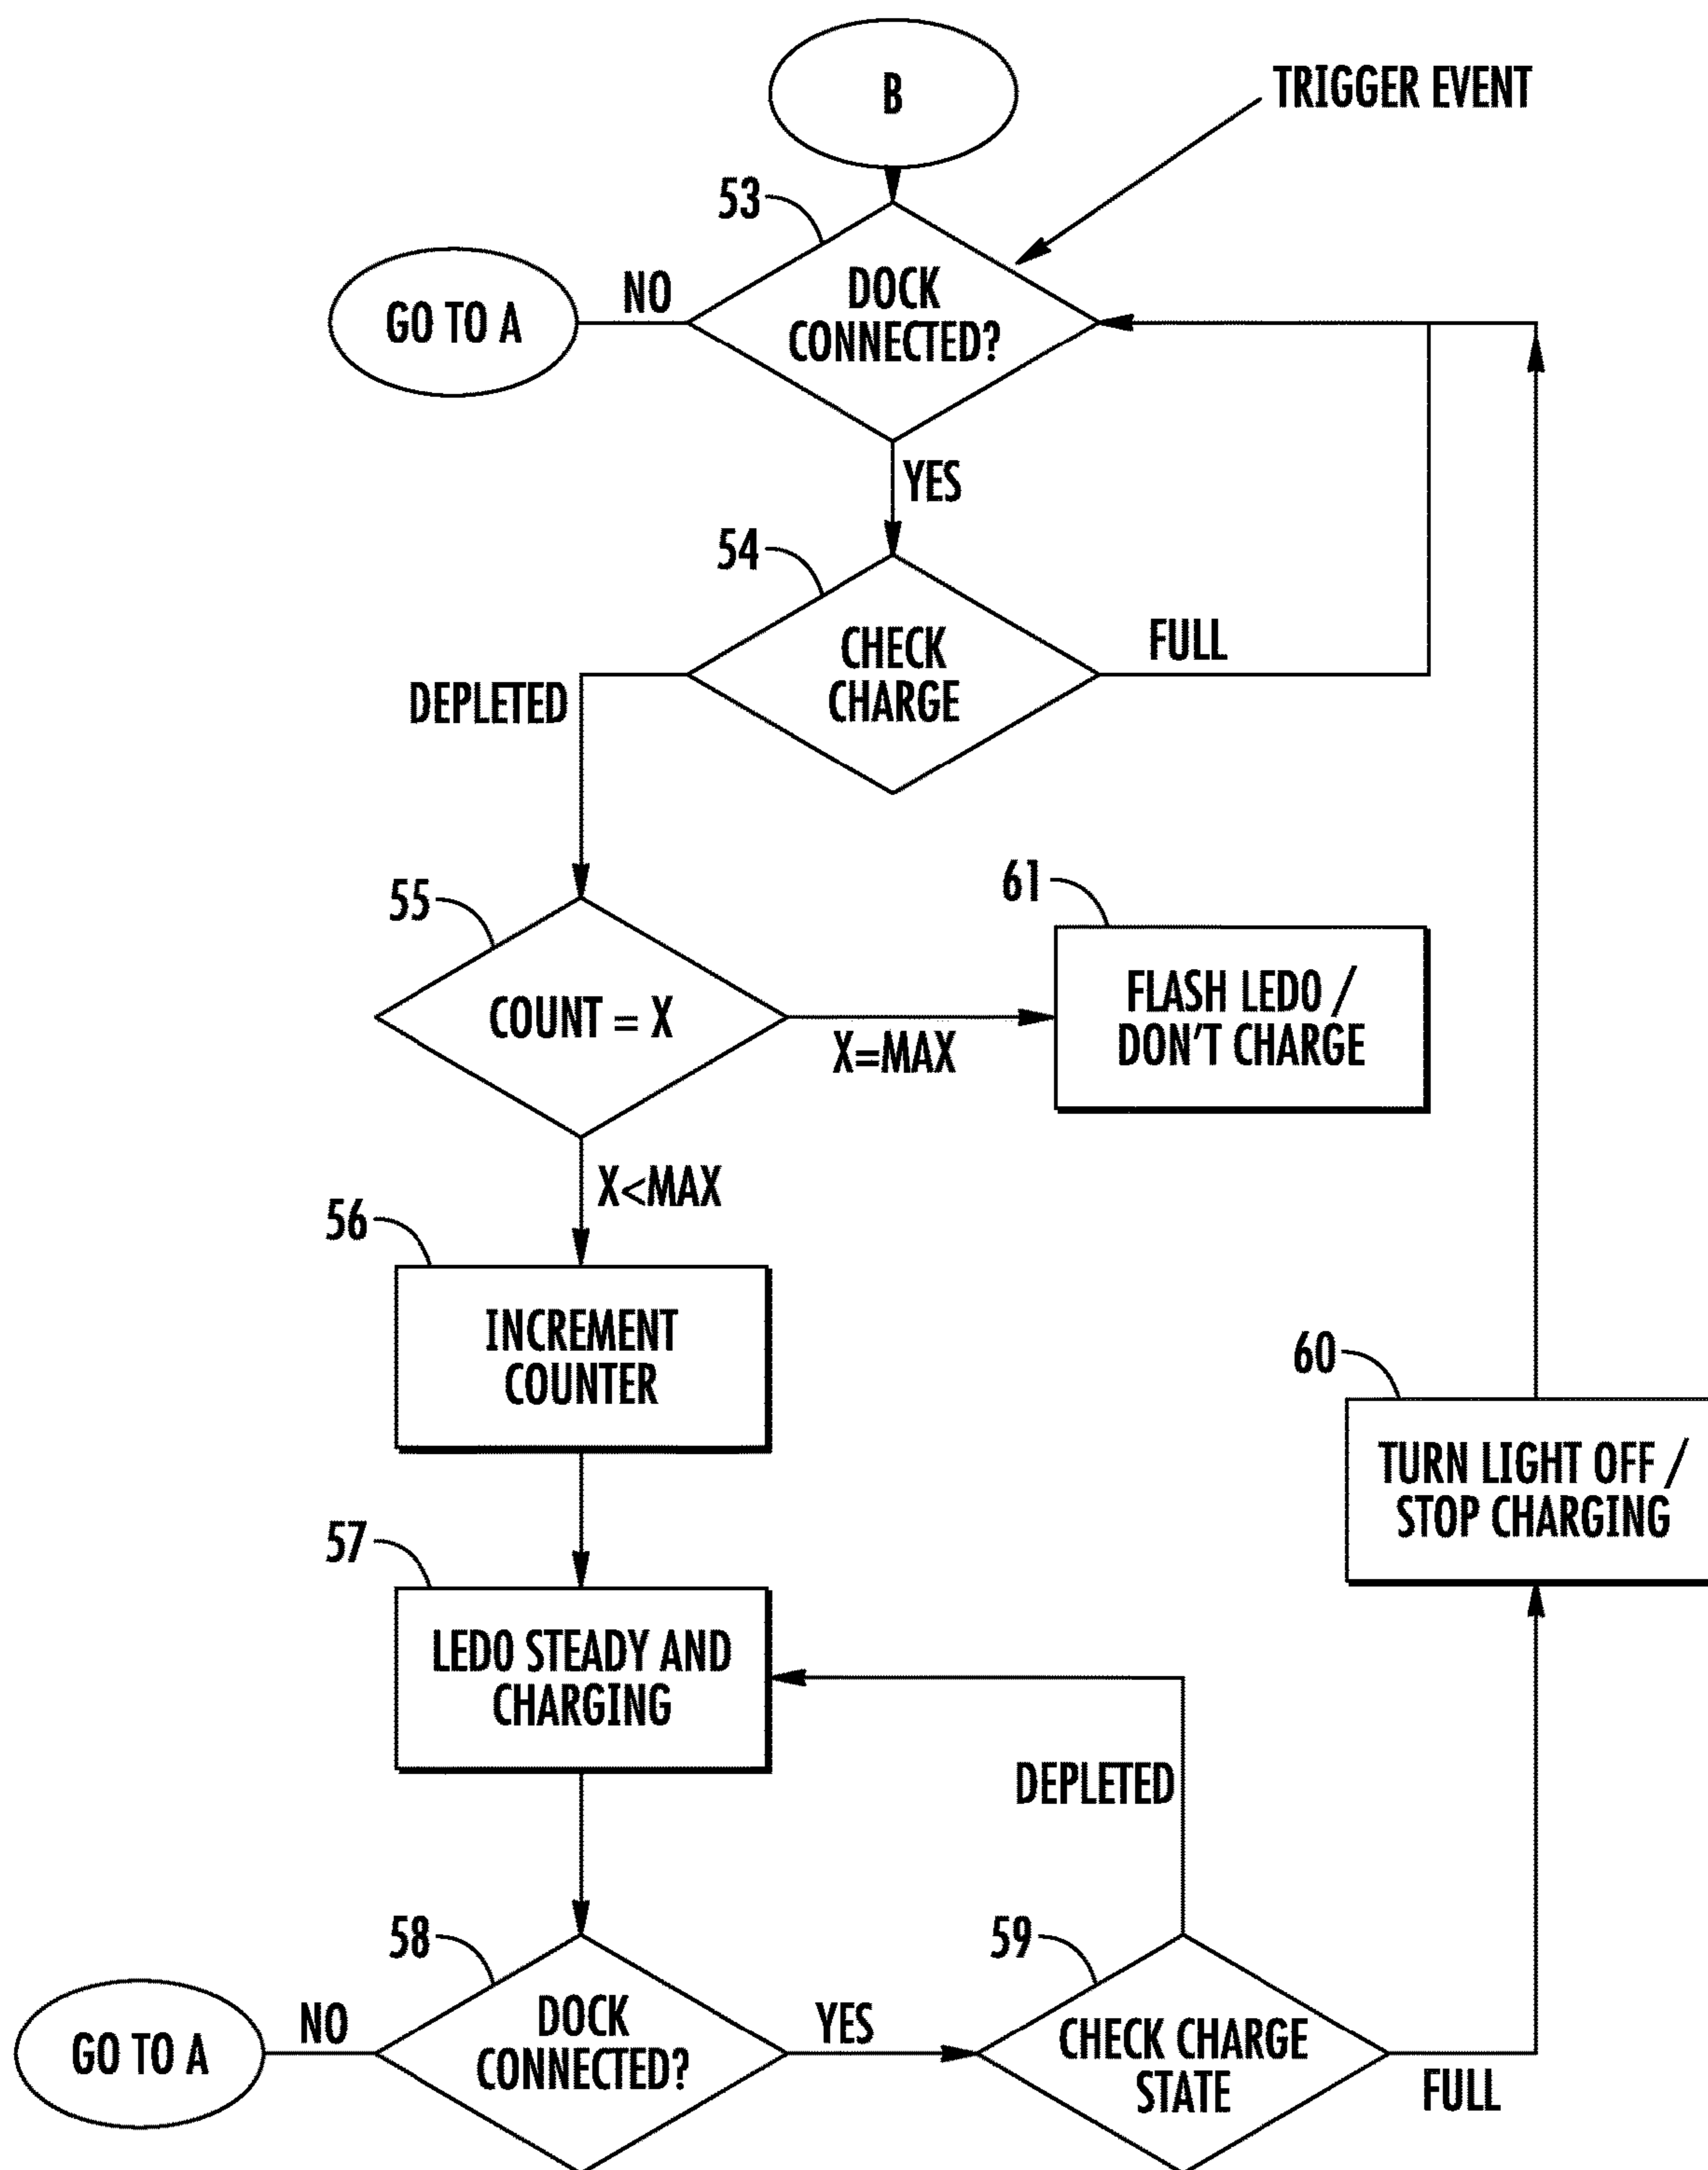 B
TRIGGER EVENT
53
DOCK
CONNECTED?
NO
GO TO A
YES
54
CHECK
CHARGE
FULL
DEPLETED
55
COUNT = X
X=MAX
61
FLASH LED0 /
DON'T CHARGE
X<MAX
56
INCREMENT
COUNTER
60
TURN LIGHT OFF /
STOP CHARGING
57
LED0 STEADY AND
CHARGING
DEPLETED
58
DOCK
CONNECTED?
NO
GO TO A
YES
59
CHECK CHARGE
STATE
FULL